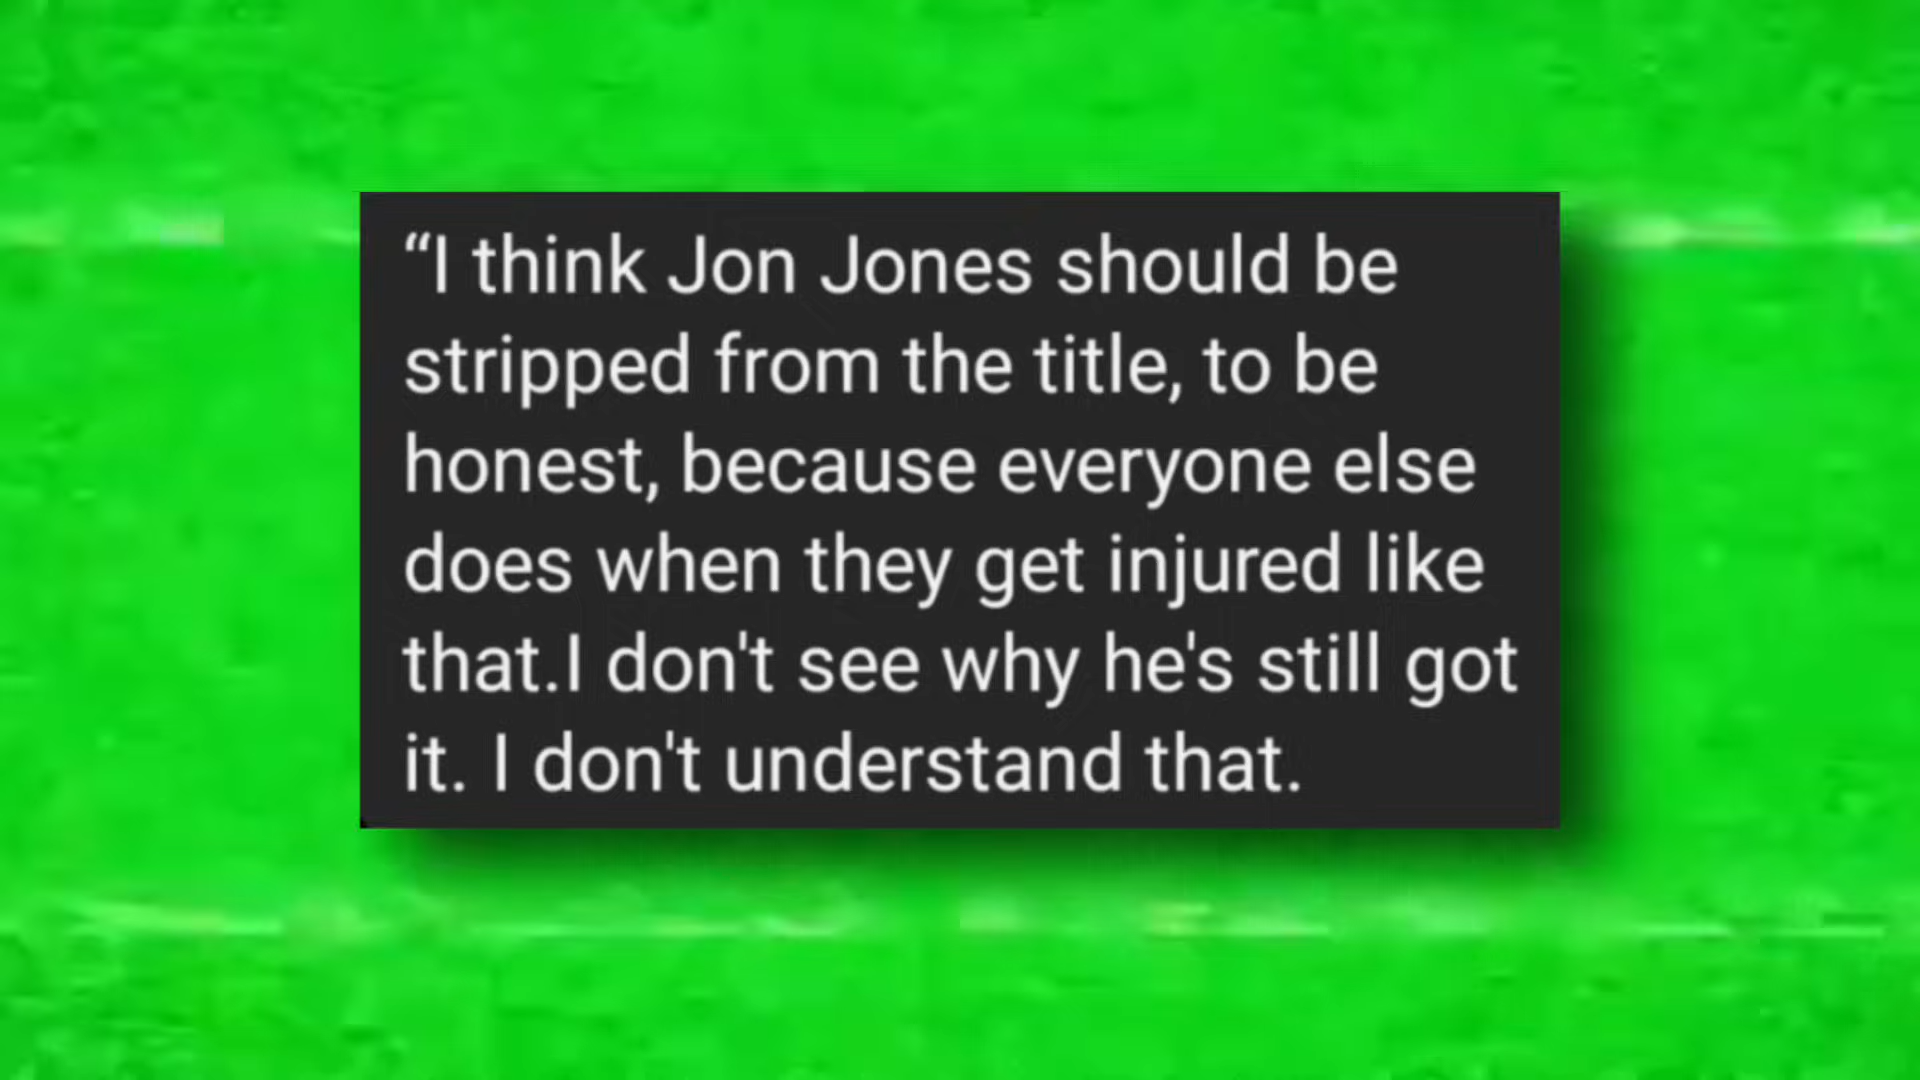 “I think Jon Jones should be
stripped from the title, to be
honest, because everyone else
does when they get injured like
that.I don't see why he's still got
it. I don't understand that.